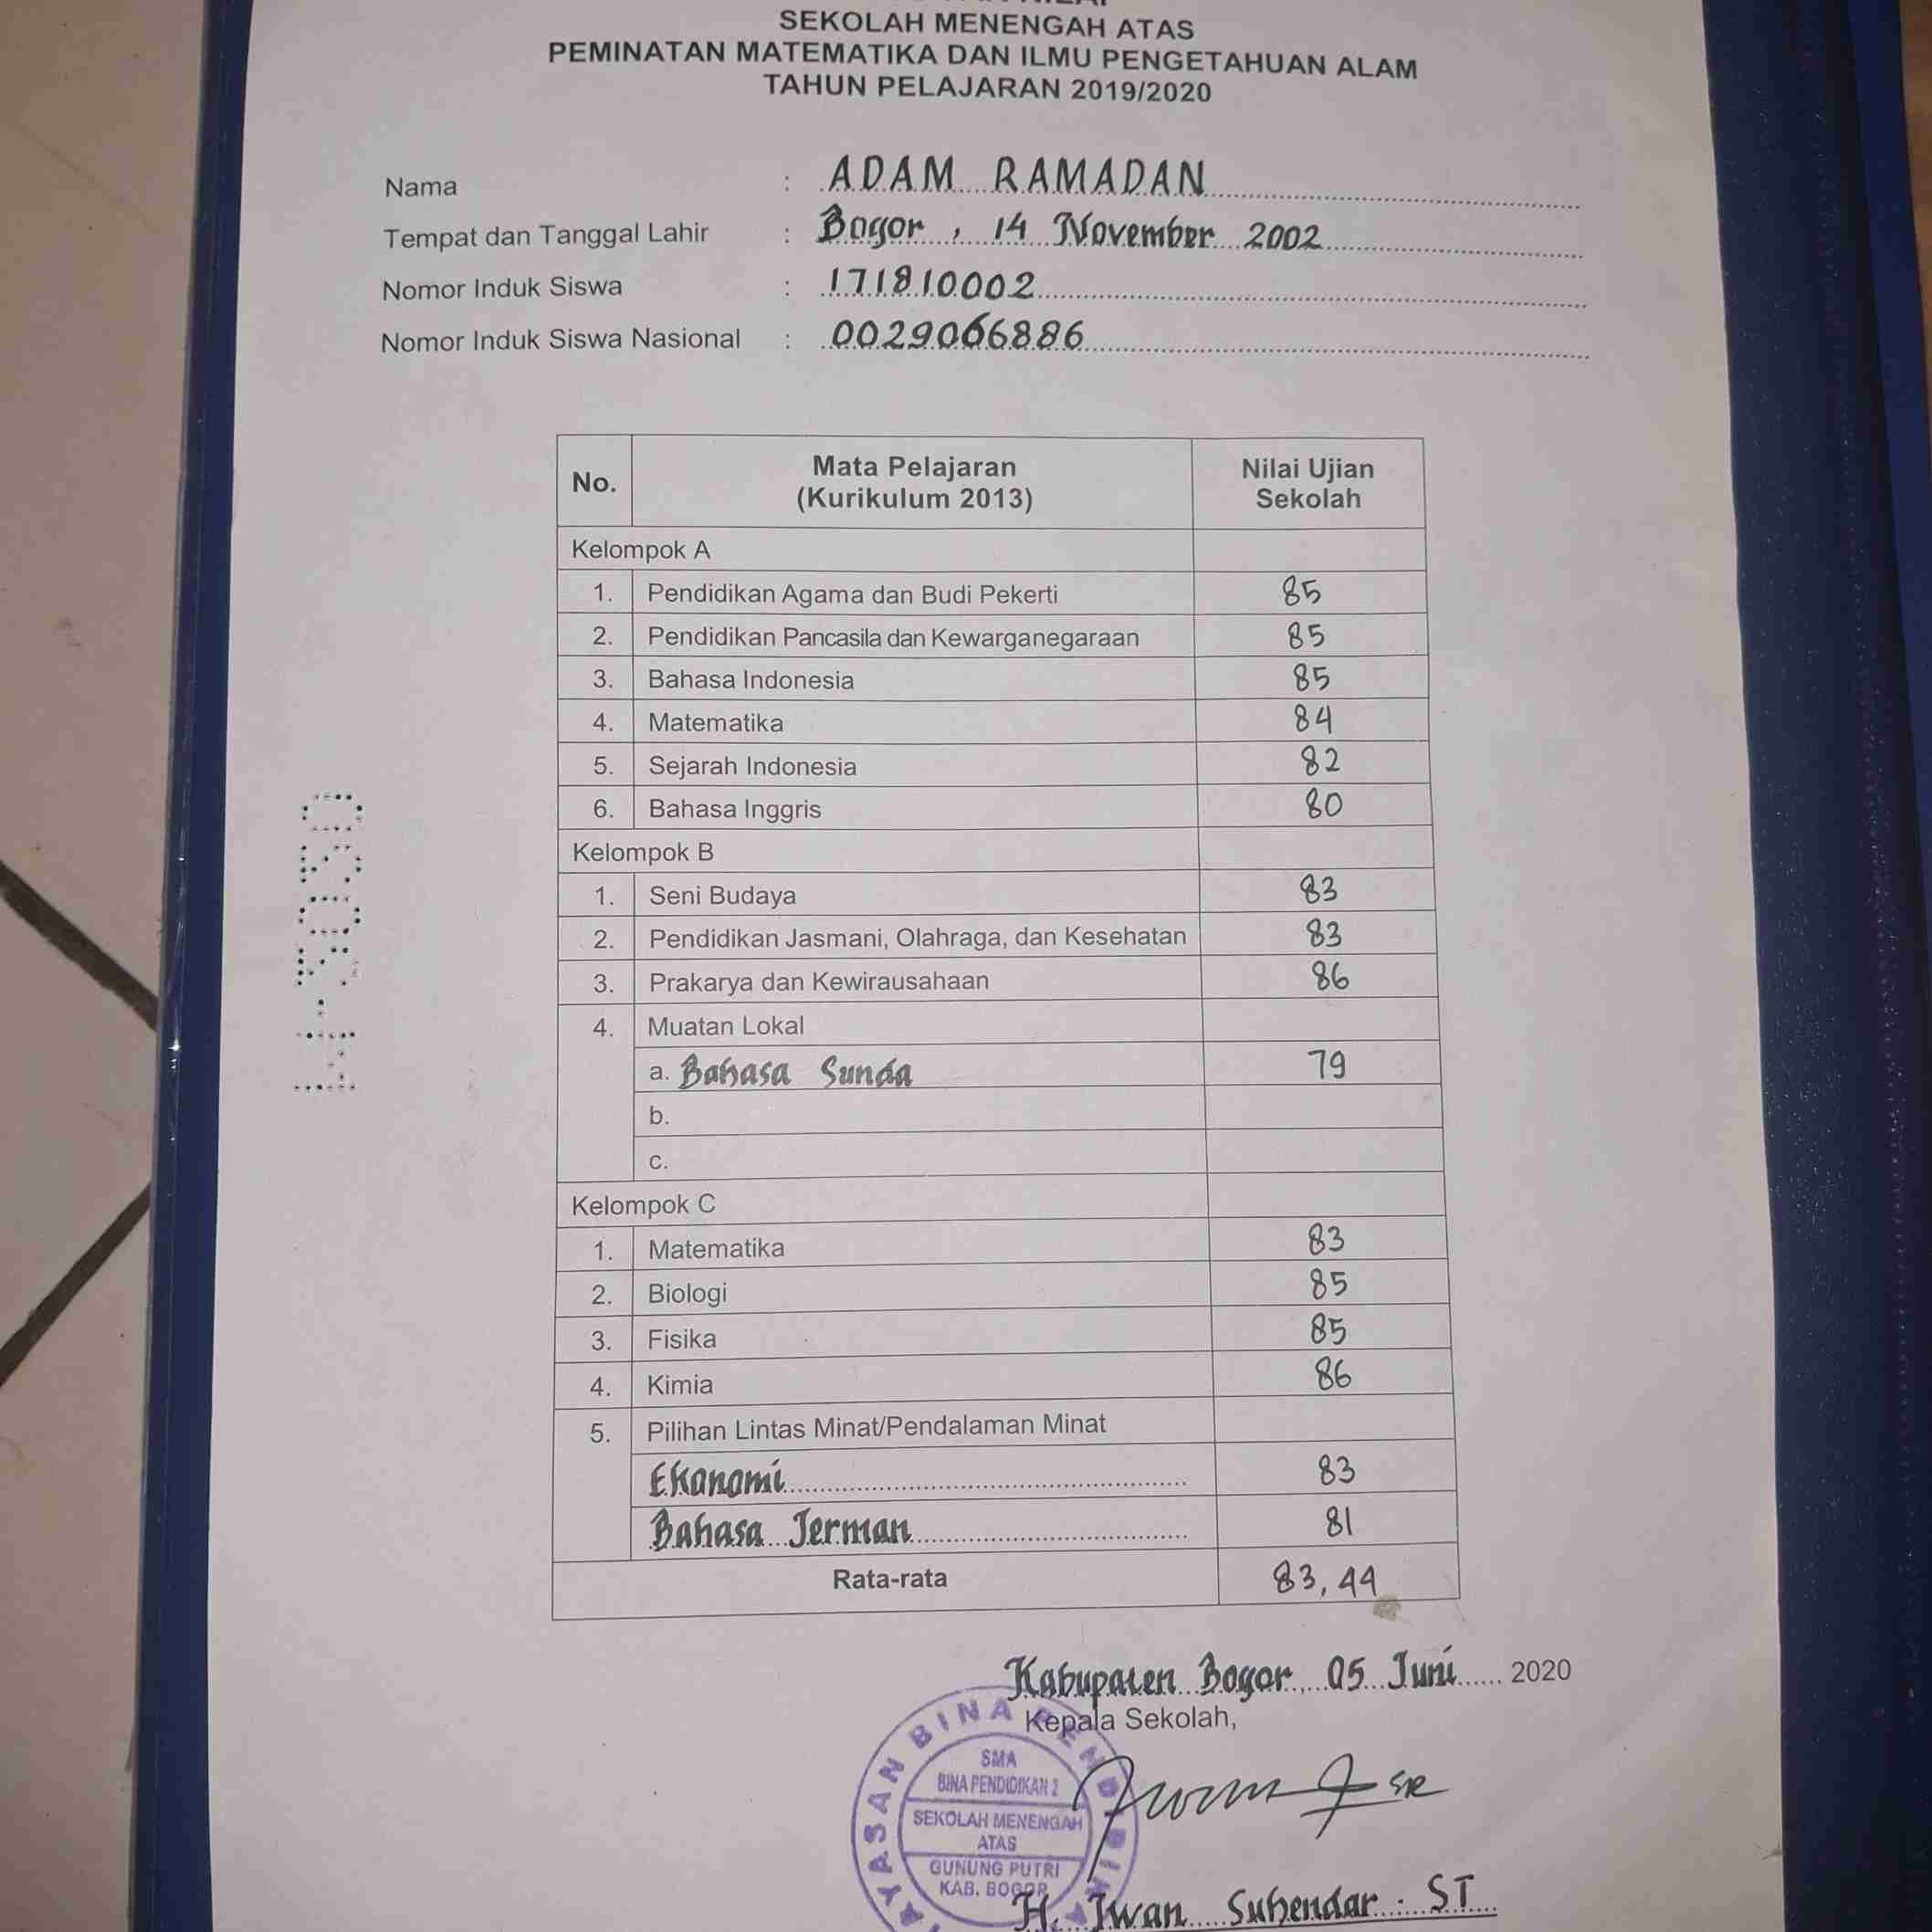 SEKOLAH MENENGAH ATAS
PEMINATAN MATEMATIKA DAN ILMU PENGETAHUAN ALAM
TAHUN PELAJARAN 2019/2020
Nama : ADAM RAMADAN
Tempat dan Tanggal Lahir : Bogor, 14 November 2002
Nomor Induk Siswa : 171810002
Nomor Induk Siswa Nasional : 0029066886
No. Mata Pelajaran (Kurikulum 2013) Nilai Ujian Sekolah
Kelompok A
1. Pendidikan Agama dan Budi Pekerti 85
2. Pendidikan Pancasila dan Kewarganegaraan 85
3. Bahasa Indonesia 85
4. Matematika 84
5. Sejarah Indonesia 82
6. Bahasa Inggris 80
Kelompok B
1. Seni Budaya 83
2. Pendidikan Jasmani, Olahraga, dan Kesehatan 83
3. Prakarya dan Kewirausahaan 86
4. Muatan Lokal
a. Bahasa Sunda 79
b.
c.
Kelompok C
1. Matematika 83
2. Biologi 85
3. Fisika 85
4. Kimia 86
5. Pilihan Lintas Minat/Pendalaman Minat
Ekonomi 83
Bahasa Jerman 81
Rata-rata 83,44
Kabupaten Bogor, 05 Juni 2020
Kepala Sekolah,
YAYASAN BINA PENDIDIKAN
SMA
BINA PENDIDIKAN 2
SEKOLAH MENENGAH
ATAS
GUNUNG PUTRI
KAB. BOGOR
H. Iwan Suhendar. ST